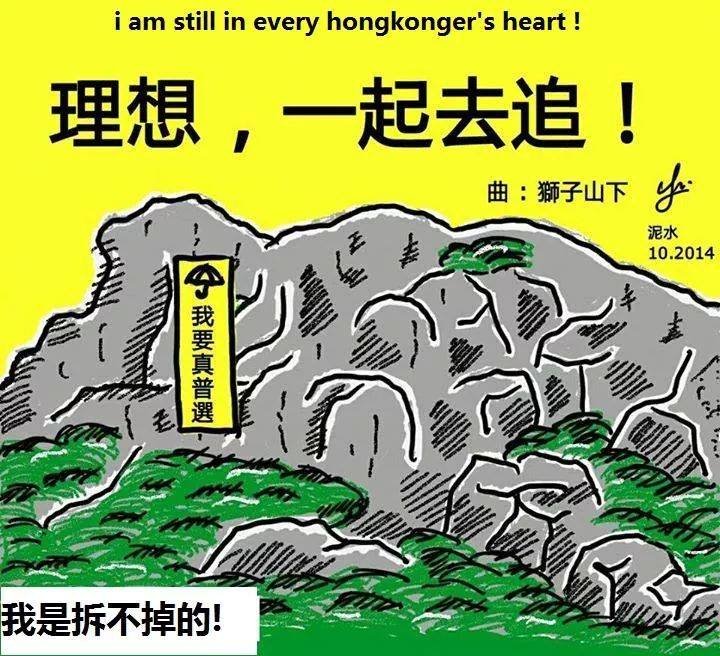 i am still in every hongkonger's heart !
理想，一起去追！
曲：獅子山下
泥水
10.2014
我要真普選
我是拆不掉的!